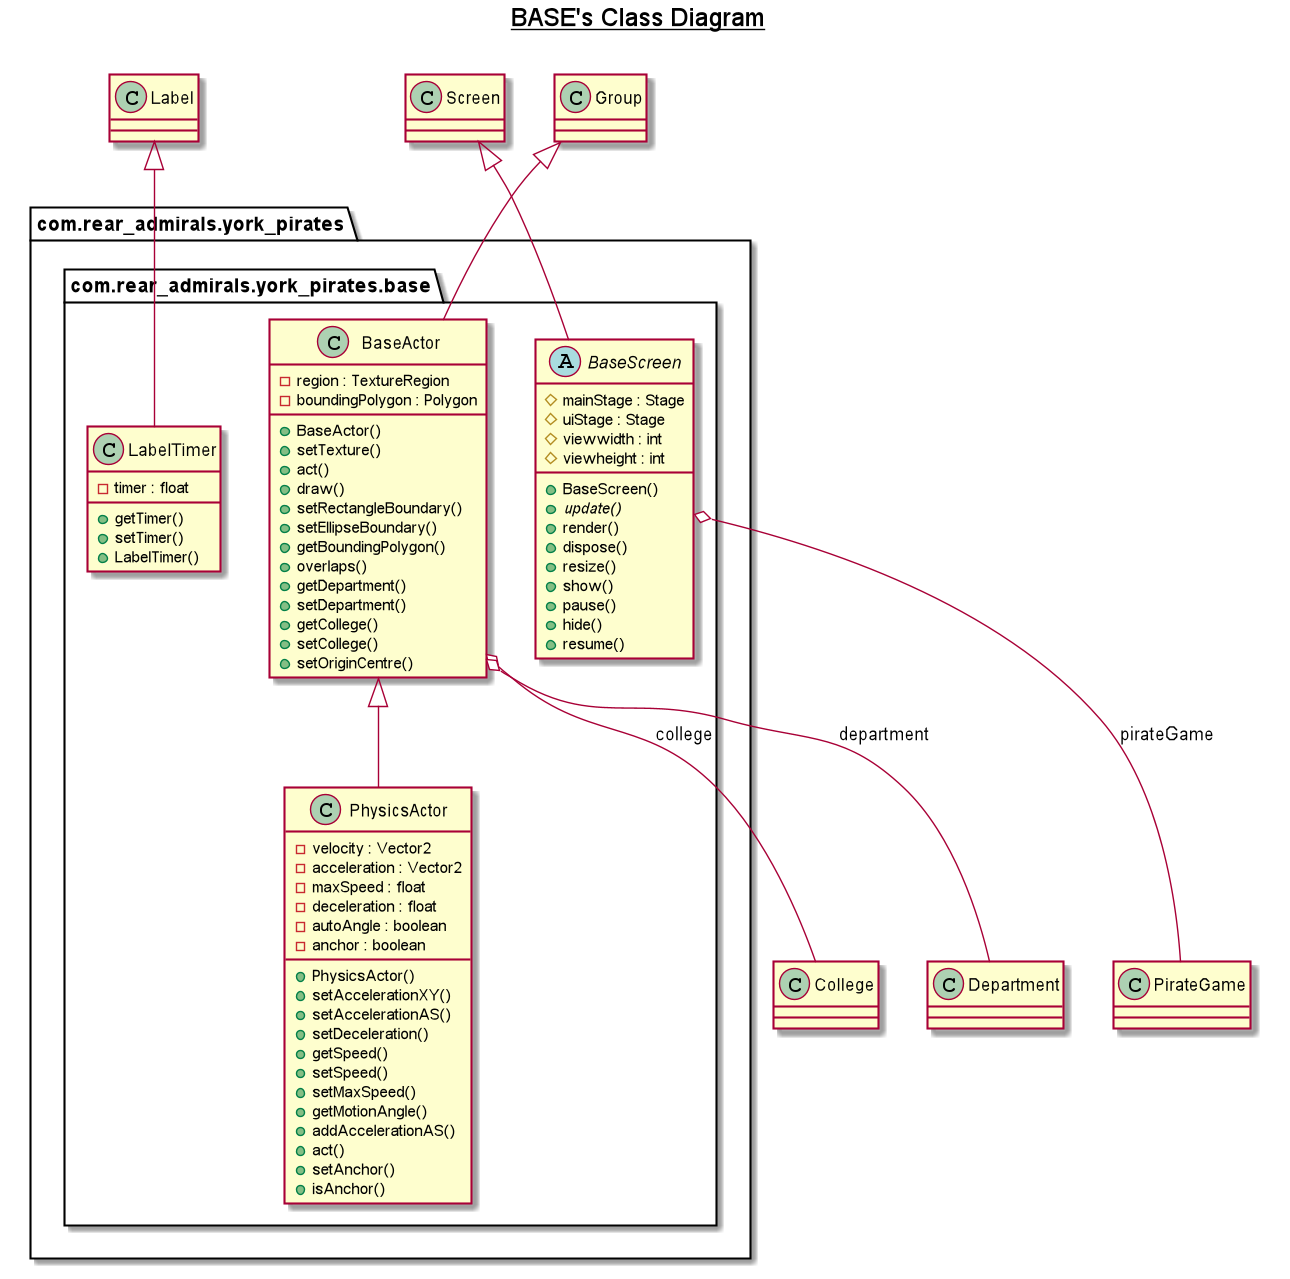 BASE's Class Diagram
C Label
C Screen
C Group
com.rear_admirals.york_pirates
com.rear_admirals.york_pirates.base
C BaseActor
region : TextureRegion
boundingPolygon : Polygon
BaseActor()
setTexture()
act()
draw()
setRectangleBoundary()
setEllipseBoundary()
getBoundingPolygon()
overlaps()
getDepartment()
setDepartment()
getCollege()
setCollege()
setOriginCentre()
A BaseScreen
mainStage : Stage
uiStage : Stage
viewwidth : int
viewheight : int
BaseScreen()
update()
render()
dispose()
resize()
show()
pause()
hide()
resume()
C LabelTimer
timer : float
getTimer()
setTimer()
LabelTimer()
college
department
pirateGame
C PhysicsActor
velocity : Vector2
acceleration : Vector2
maxSpeed : float
deceleration : float
autoAngle : boolean
anchor : boolean
PhysicsActor()
setAccelerationXY()
setAccelerationAS()
setDeceleration()
getSpeed()
setSpeed()
setMaxSpeed()
getMotionAngle()
addAccelerationAS()
act()
setAnchor()
isAnchor()
C College
C Department
C PirateGame